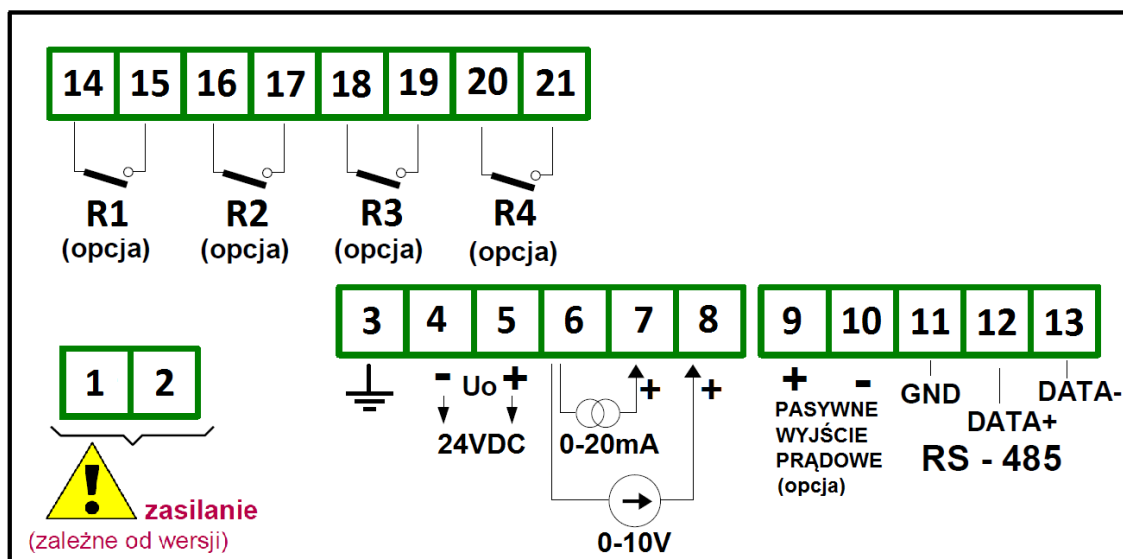 14 15 16 17 18 19 20 21
R1 R2 R3 R4
(opcja) (opcja) (opcja) (opcja)
3 4 5 6 7 8 9 10 11 12 13
1 2
- Uo +
24VDC
+
0-20mA
+
0-10V
+ -
PASYWNE
WYJŚCIE
PRĄDOWE
(opcja)
GND
DATA+
DATA-
RS - 485
!
zasilanie
(zależne od wersji)